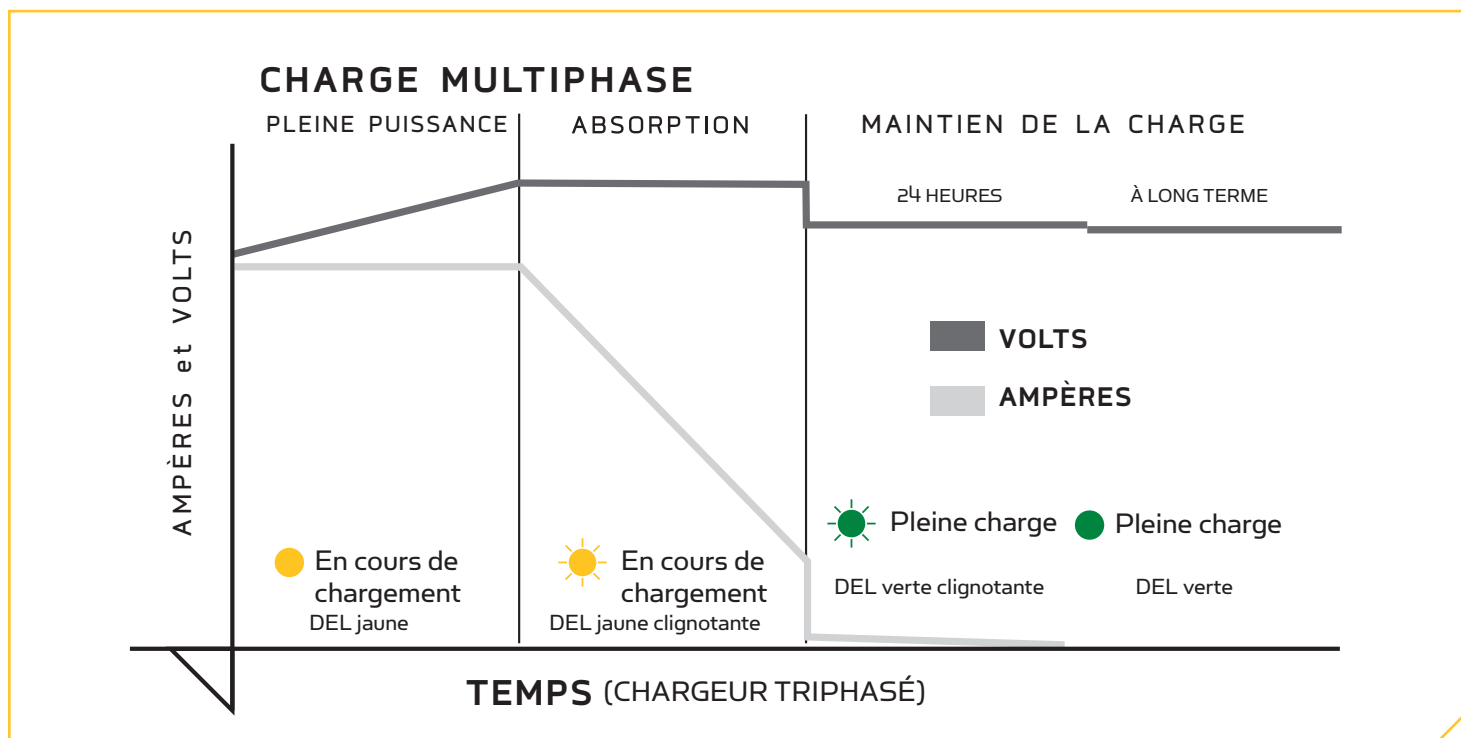 CHARGE MULTIPHASE
PLEINE PUISSANCE
ABSORPTION
MAINTIEN DE LA CHARGE
24 HEURES
À LONG TERME
AMPÈRES et VOLTS
VOLTS
AMPÈRES
En cours de
chargement
DEL jaune
En cours de
chargement
DEL jaune clignotante
Pleine charge
DEL verte clignotante
Pleine charge
DEL verte
TEMPS (CHARGEUR TRIPHASÉ)